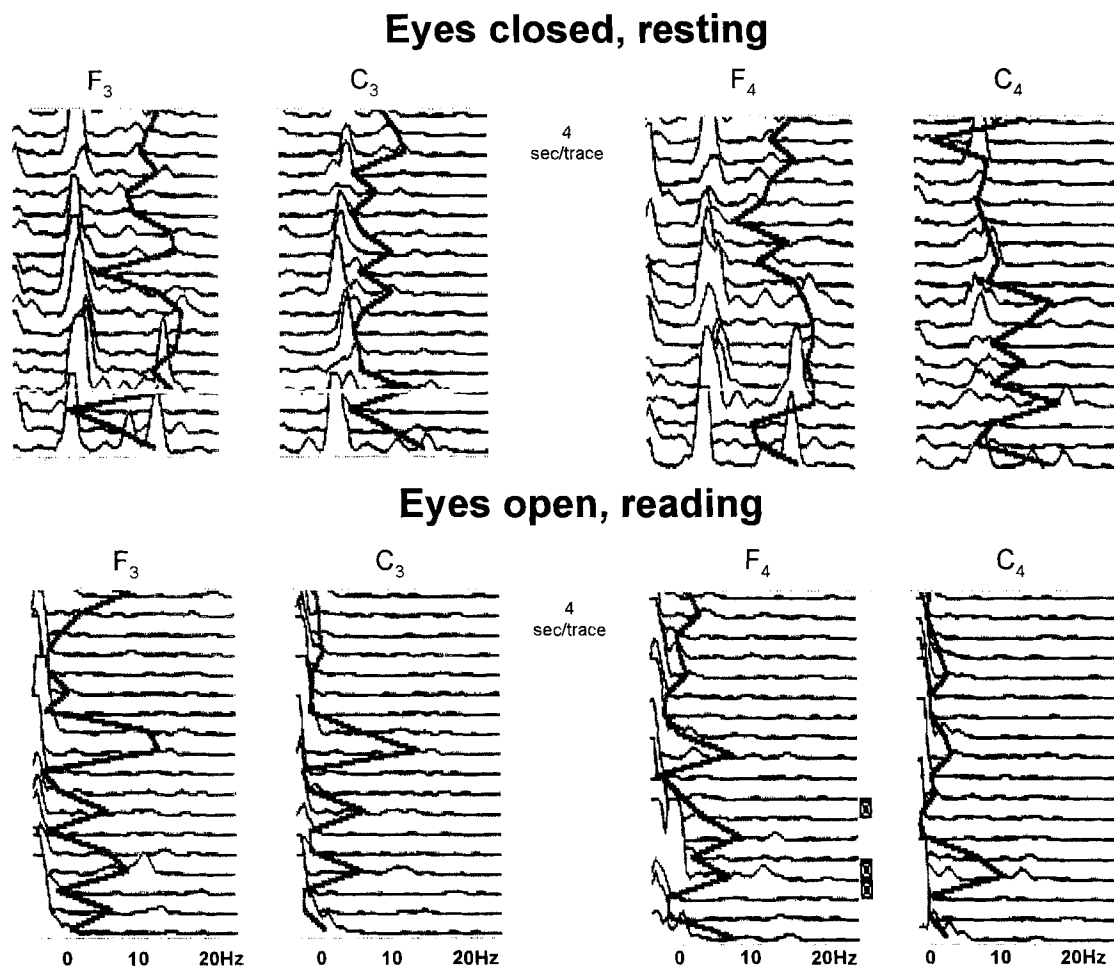 Eyes closed, resting
F3 C3 F4 C4
4
sec/trace
Eyes open, reading
F3 C3 F4 C4
4
sec/trace
0 10 20Hz 0 10 20Hz 0 10 20Hz 0 10 20Hz